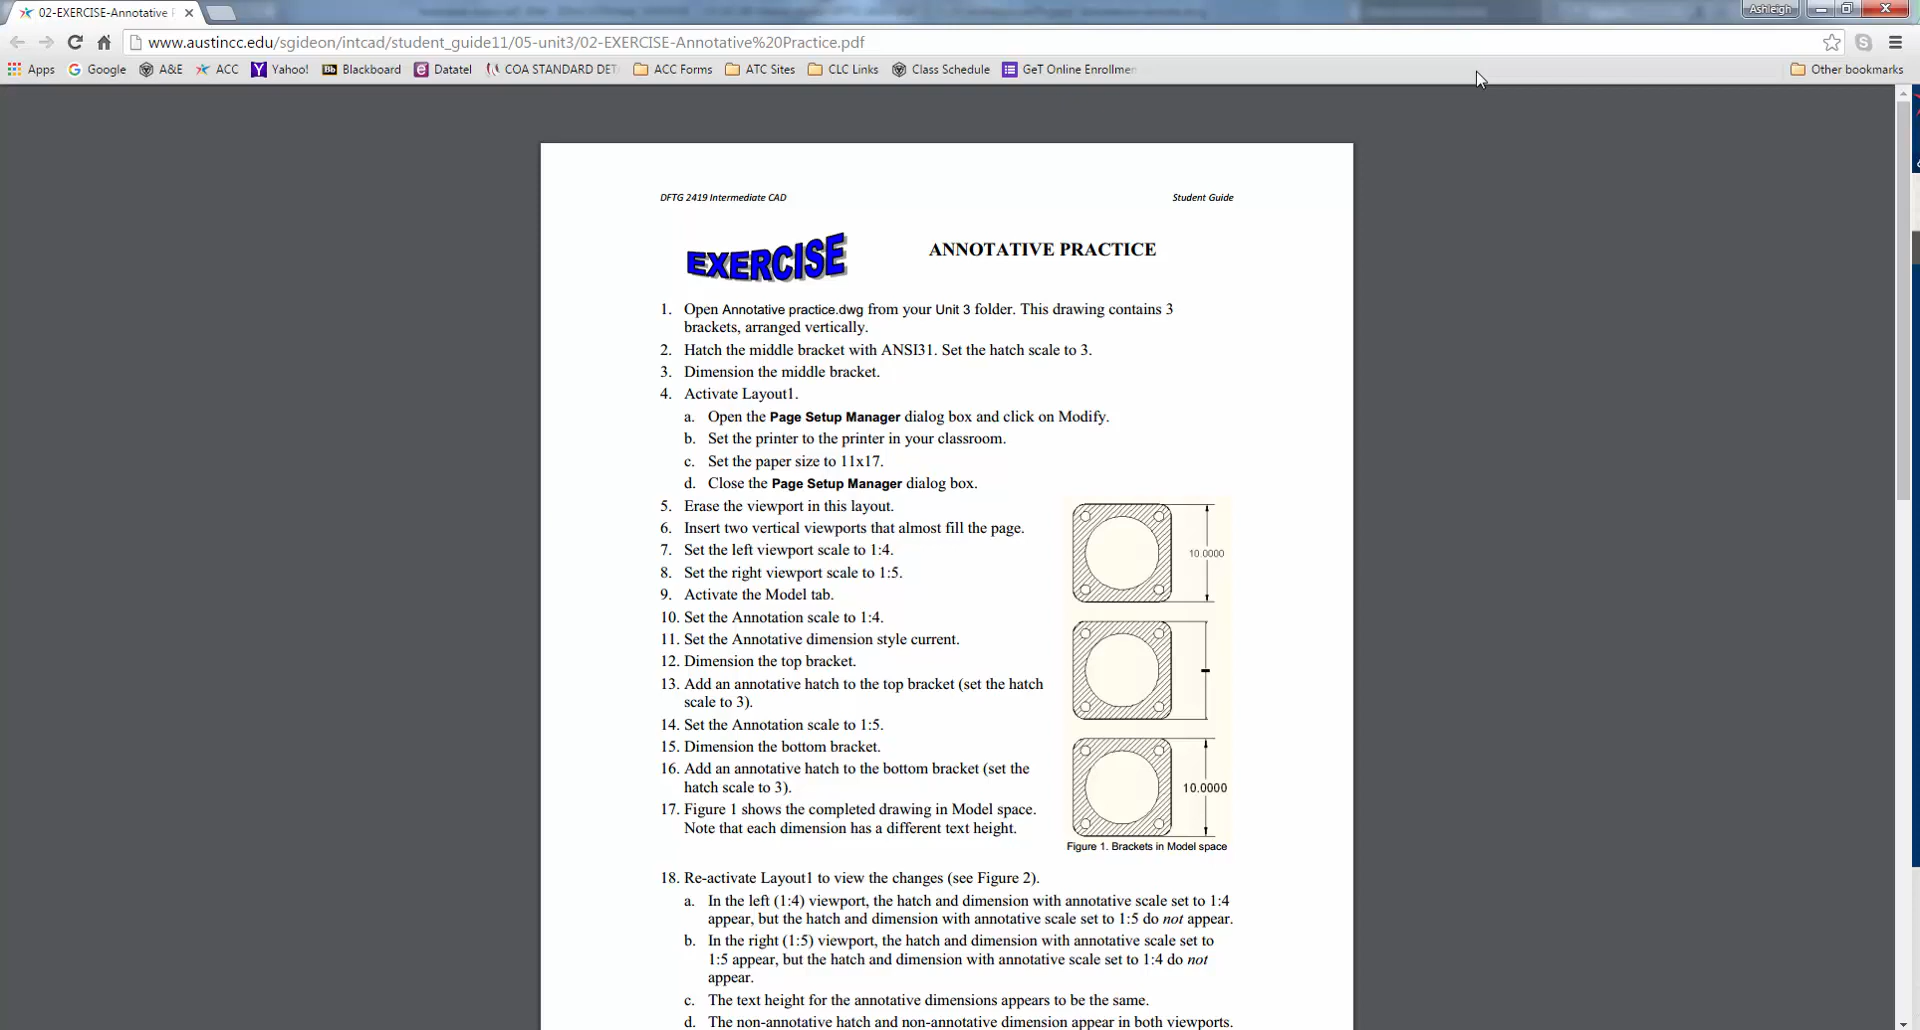 02-EXERCISE-Annotative P
Ashleigh
www.austincc.edu/sgideon/intcad/student_guide11/05-unit3/02-EXERCISE-Annotative%20Practice.pdf
Apps Google A&E ACC Yahoo! Bb Blackboard Datatel COA STANDARD DET ACC Forms ATC Sites CLC Links Class Schedule GeT Online Enrollmen Other bookmarks
DFTG 2419 Intermediate CAD Student Guide
EXERCISE ANNOTATIVE PRACTICE
1. Open Annotative practice.dwg from your Unit 3 folder. This drawing contains 3
brackets, arranged vertically.
2. Hatch the middle bracket with ANSI31. Set the hatch scale to 3.
3. Dimension the middle bracket.
4. Activate Layout1.
a. Open the Page Setup Manager dialog box and click on Modify.
b. Set the printer to the printer in your classroom.
c. Set the paper size to 11x17.
d. Close the Page Setup Manager dialog box.
5. Erase the viewport in this layout.
6. Insert two vertical viewports that almost fill the page.
7. Set the left viewport scale to 1:4.
8. Set the right viewport scale to 1:5.
9. Activate the Model tab.
10. Set the Annotation scale to 1:4.
11. Set the Annotative dimension style current.
12. Dimension the top bracket.
13. Add an annotative hatch to the top bracket (set the hatch
scale to 3).
14. Set the Annotation scale to 1:5.
15. Dimension the bottom bracket.
16. Add an annotative hatch to the bottom bracket (set the
hatch scale to 3).
17. Figure 1 shows the completed drawing in Model space.
Note that each dimension has a different text height.
10.0000
10.0000
Figure 1. Brackets in Model space
18. Re-activate Layout1 to view the changes (see Figure 2).
a. In the left (1:4) viewport, the hatch and dimension with annotative scale set to 1:4
appear, but the hatch and dimension with annotative scale set to 1:5 do not appear.
b. In the right (1:5) viewport, the hatch and dimension with annotative scale set to
1:5 appear, but the hatch and dimension with annotative scale set to 1:4 do not
appear.
c. The text height for the annotative dimensions appears to be the same.
d. The non-annotative hatch and non-annotative dimension appear in both viewports.